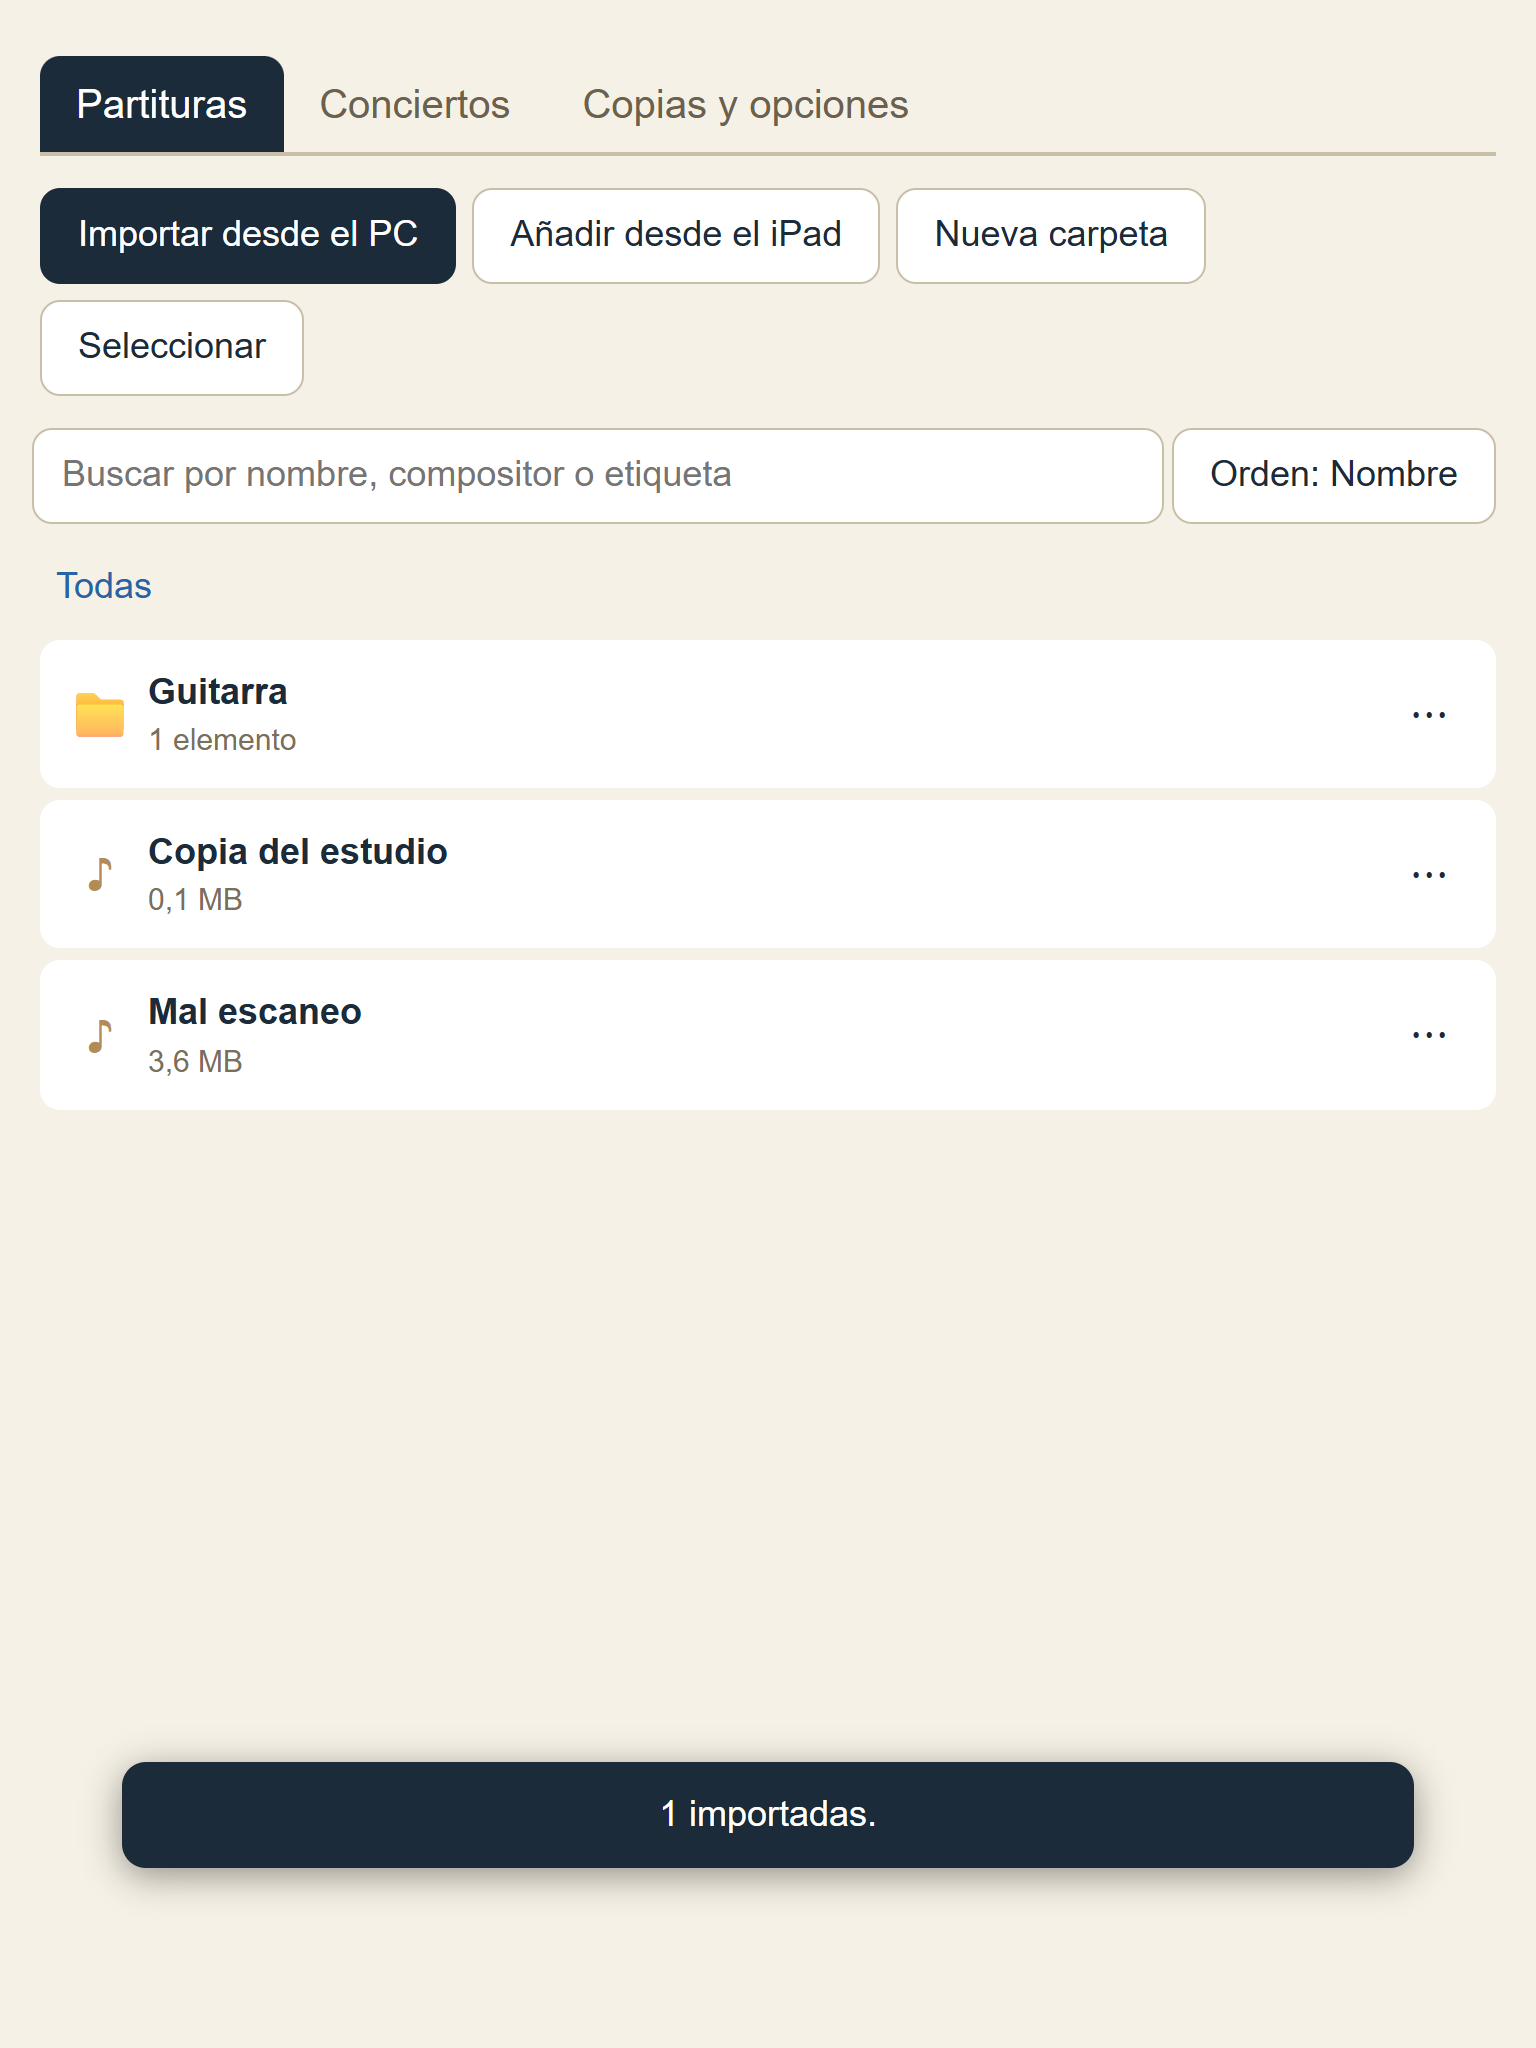 Partituras Conciertos Copias y opciones
Importar desde el PC Añadir desde el iPad Nueva carpeta
Seleccionar
Buscar por nombre, compositor o etiqueta Orden: Nombre
Todas
Guitarra
1 elemento
...
Copia del estudio
0,1 MB
...
Mal escaneo
3,6 MB
...
1 importadas.